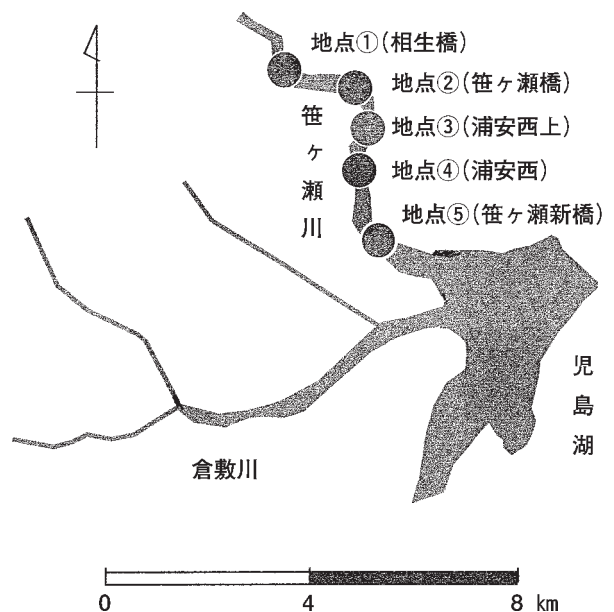 地点①(相生橋)
地点②(笹ヶ瀬橋)
地点③(浦安西上)
地点④(浦安西)
地点⑤(笹ヶ瀬新橋)
笹ヶ瀬川
児島湖
倉敷川
0 4 8 km